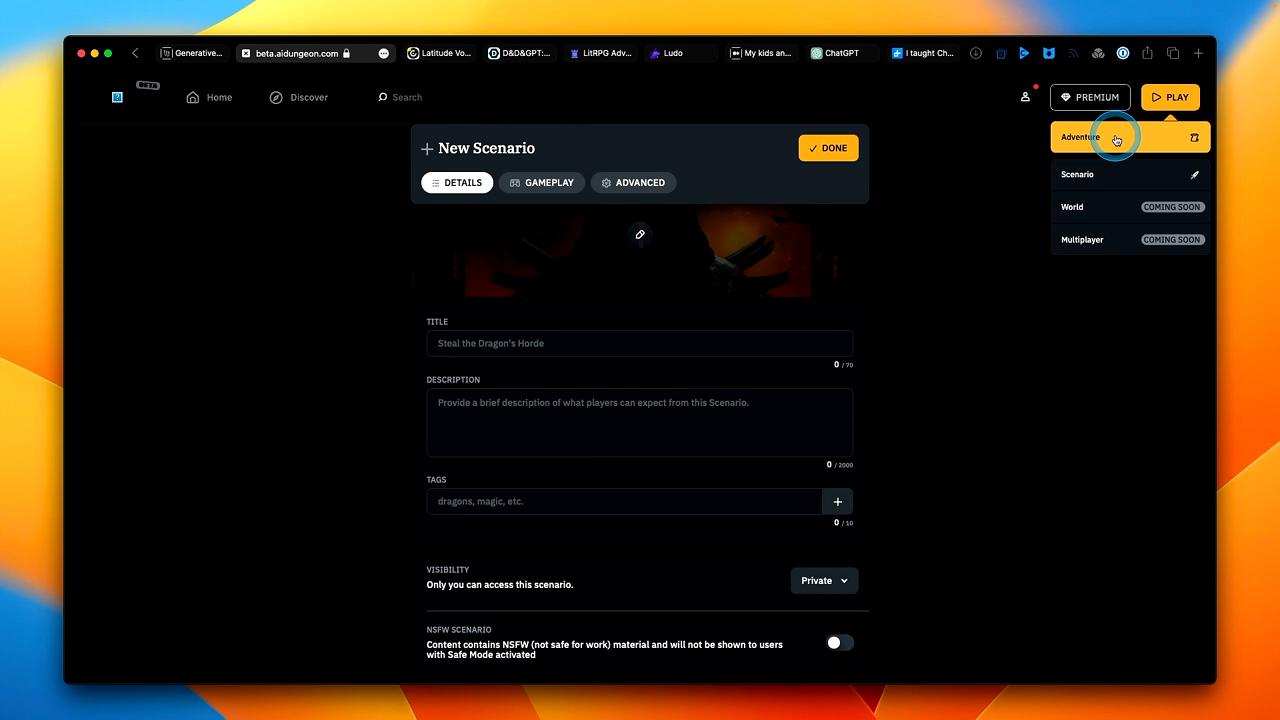 Generative...
beta.aidungeon.com
Latitude Vo...
D&D&GPT:...
LitRPG Adv...
Ludo
My kids an...
ChatGPT
I taught Ch...
BETA
Home
Discover
Search
PREMIUM
PLAY
Adventure
Scenario
World
COMING SOON
Multiplayer
COMING SOON
New Scenario
DONE
DETAILS
GAMEPLAY
ADVANCED
TITLE
Steal the Dragon's Horde
0 / 70
DESCRIPTION
Provide a brief description of what players can expect from this Scenario.
0 / 2000
TAGS
dragons, magic, etc.
0 / 10
VISIBILITY
Only you can access this scenario.
Private
NSFW SCENARIO
Content contains NSFW (not safe for work) material and will not be shown to users
with Safe Mode activated